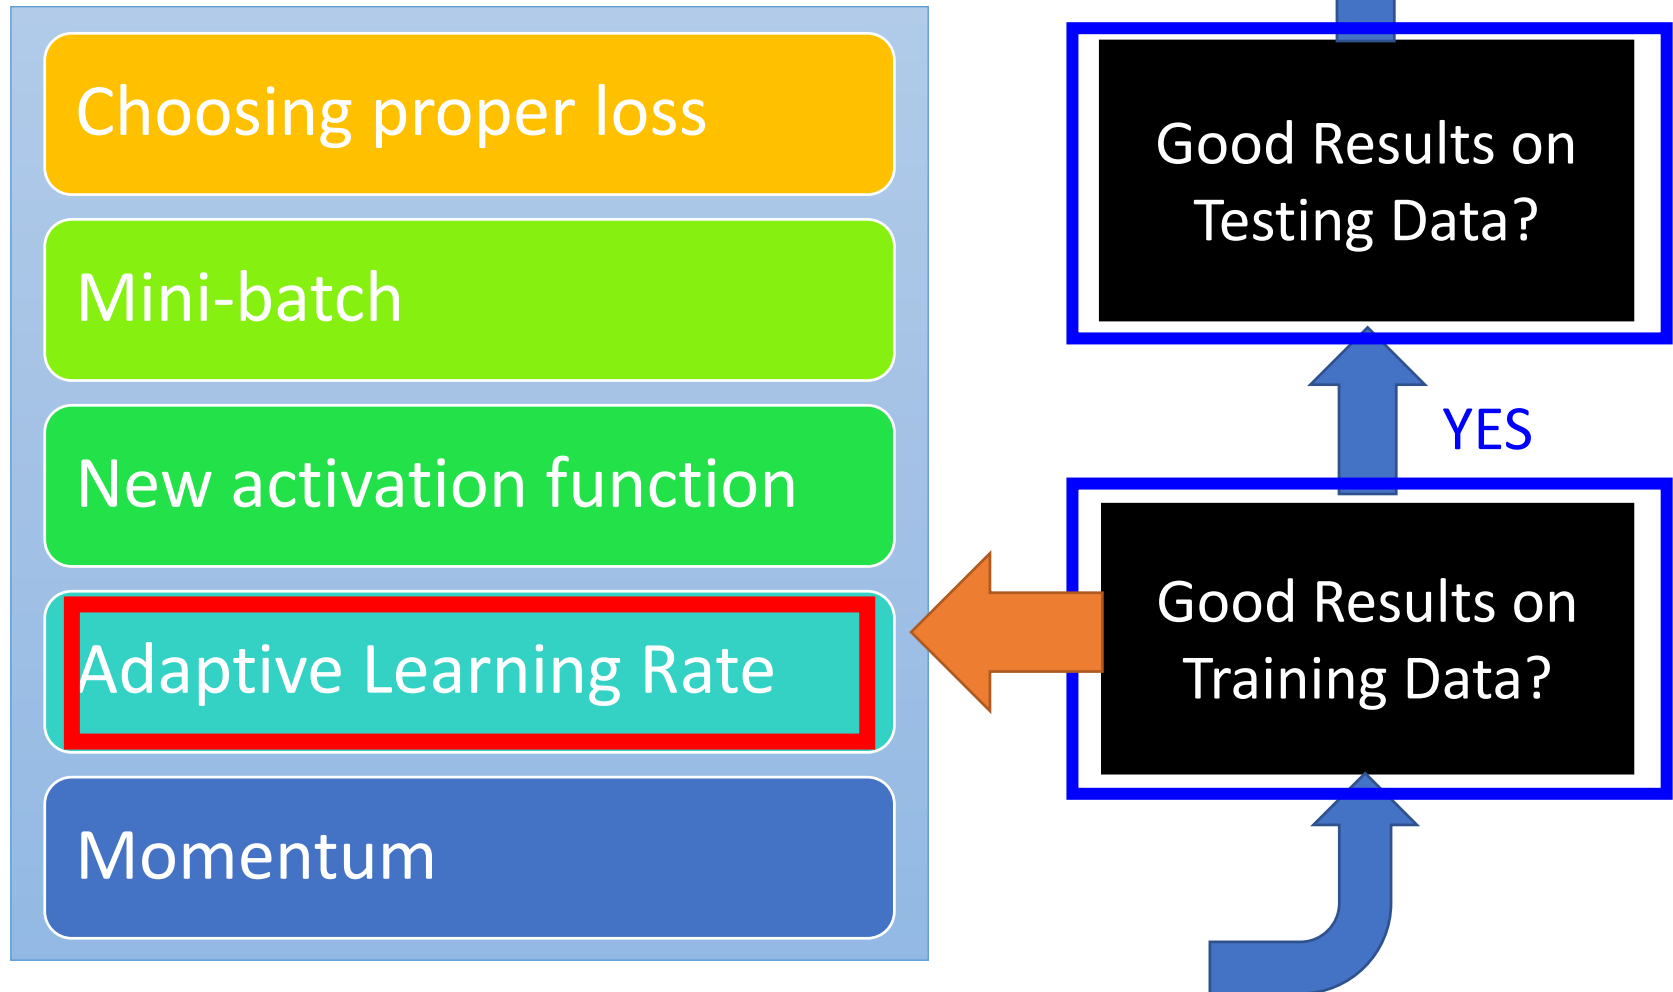 Choosing proper loss
Mini-batch
New activation function
Adaptive Learning Rate
Momentum
Good Results on
Testing Data?
YES
Good Results on
Training Data?